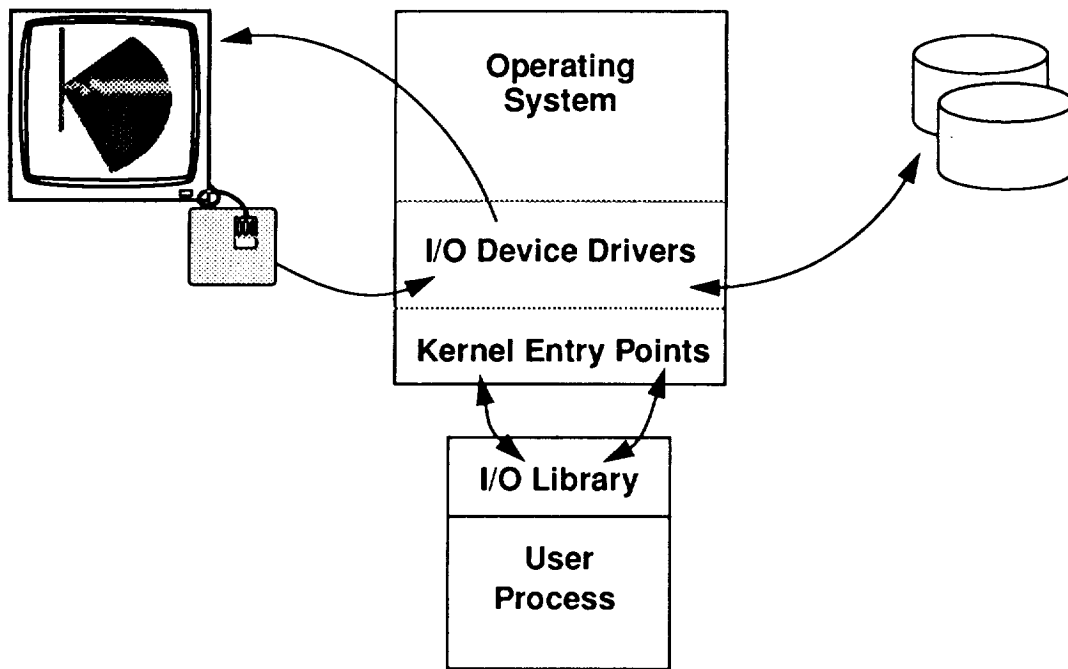 Operating
System
I/O Device Drivers
Kernel Entry Points
I/O Library
User
Process